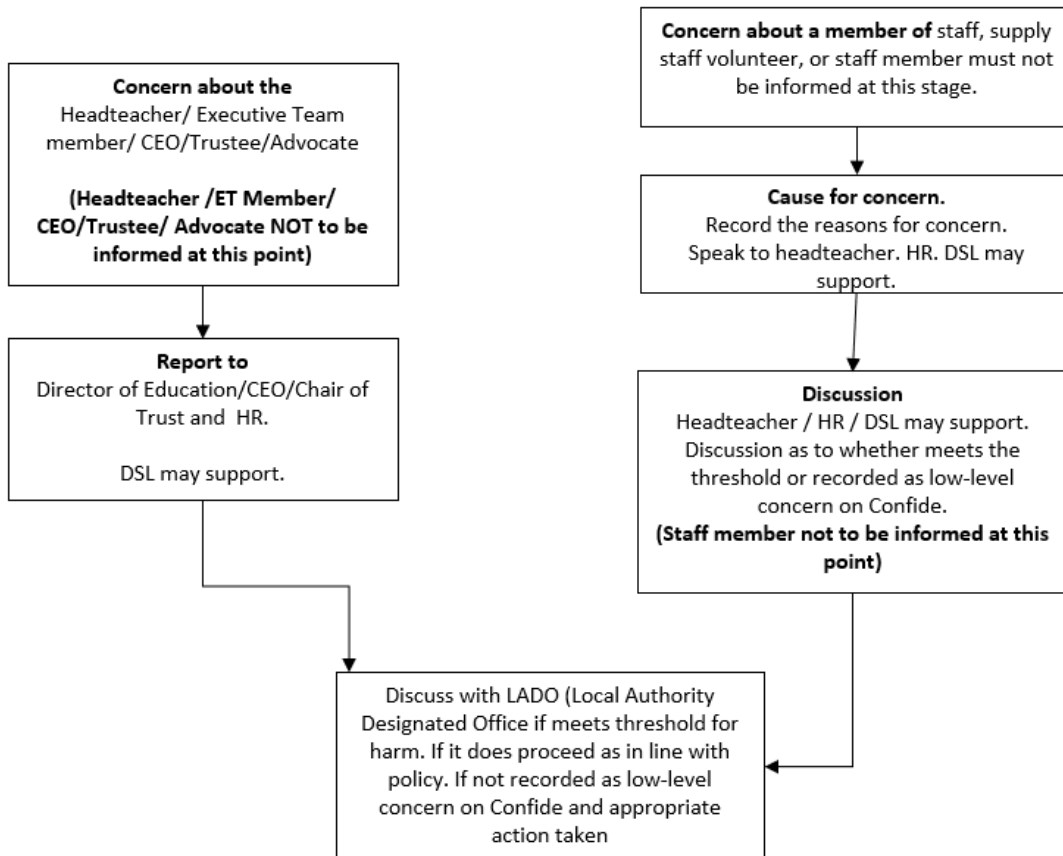 Concern about the
Headteacher/ Executive Team
member/ CEO/Trustee/Advocate
(Headteacher /ET Member/
CEO/Trustee/ Advocate NOT to be
informed at this point)
Report to
Director of Education/CEO/Chair of
Trust and  HR.
DSL may support.
Concern about a member of staff, supply
staff volunteer, or staff member must not
be informed at this stage.
Cause for concern.
Record the reasons for concern.
Speak to headteacher. HR. DSL may
support.
Discussion
Headteacher / HR / DSL may support.
Discussion as to whether meets the
threshold or recorded as low-level
concern on Confide.
(Staff member not to be informed at this
point)
Discuss with LADO (Local Authority
Designated Office if meets threshold for
harm. If it does proceed as in line with
policy. If not recorded as low-level
concern on Confide and appropriate
action taken